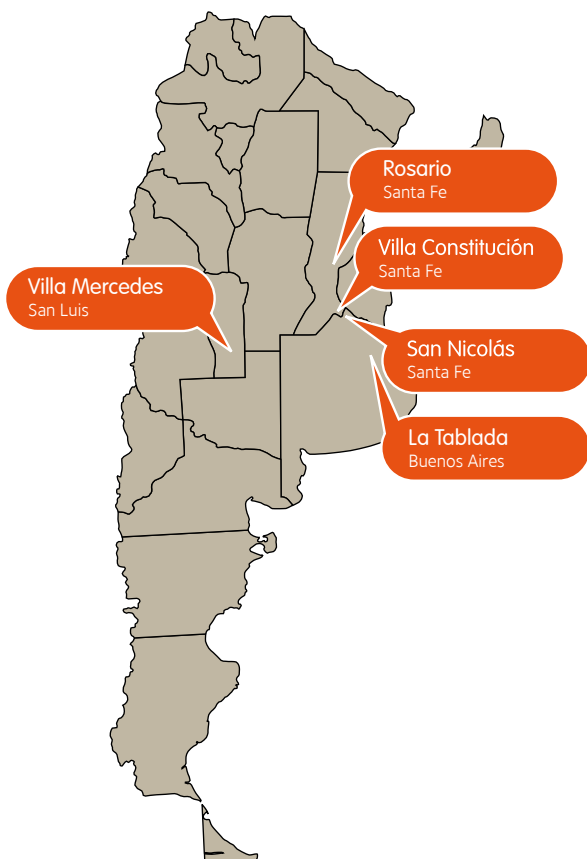 Rosario
Santa Fe
Villa Constitución
Santa Fe
Villa Mercedes
San Luis
San Nicolás
Santa Fe
La Tablada
Buenos Aires